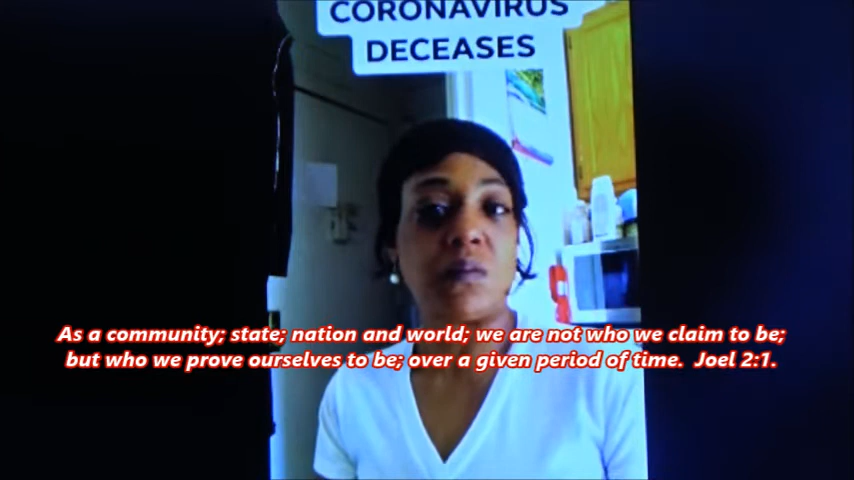 CORONAVIRUS
DECEASES
As a community; state; nation and world; we are not who we claim to be;
but who we prove ourselves to be; over a given period of time.  Joel 2:1.